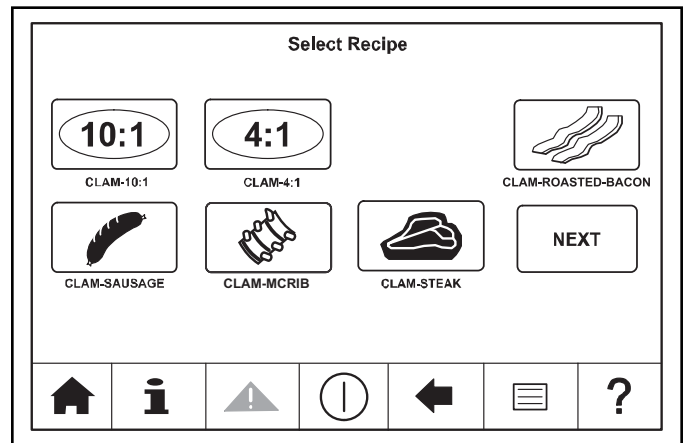 Select Recipe
10:1
4:1
CLAM-10:1
CLAM-4:1
CLAM-ROASTED-BACON
NEXT
CLAM-SAUSAGE
CLAM-MCRIB
CLAM-STEAK
i
!
?